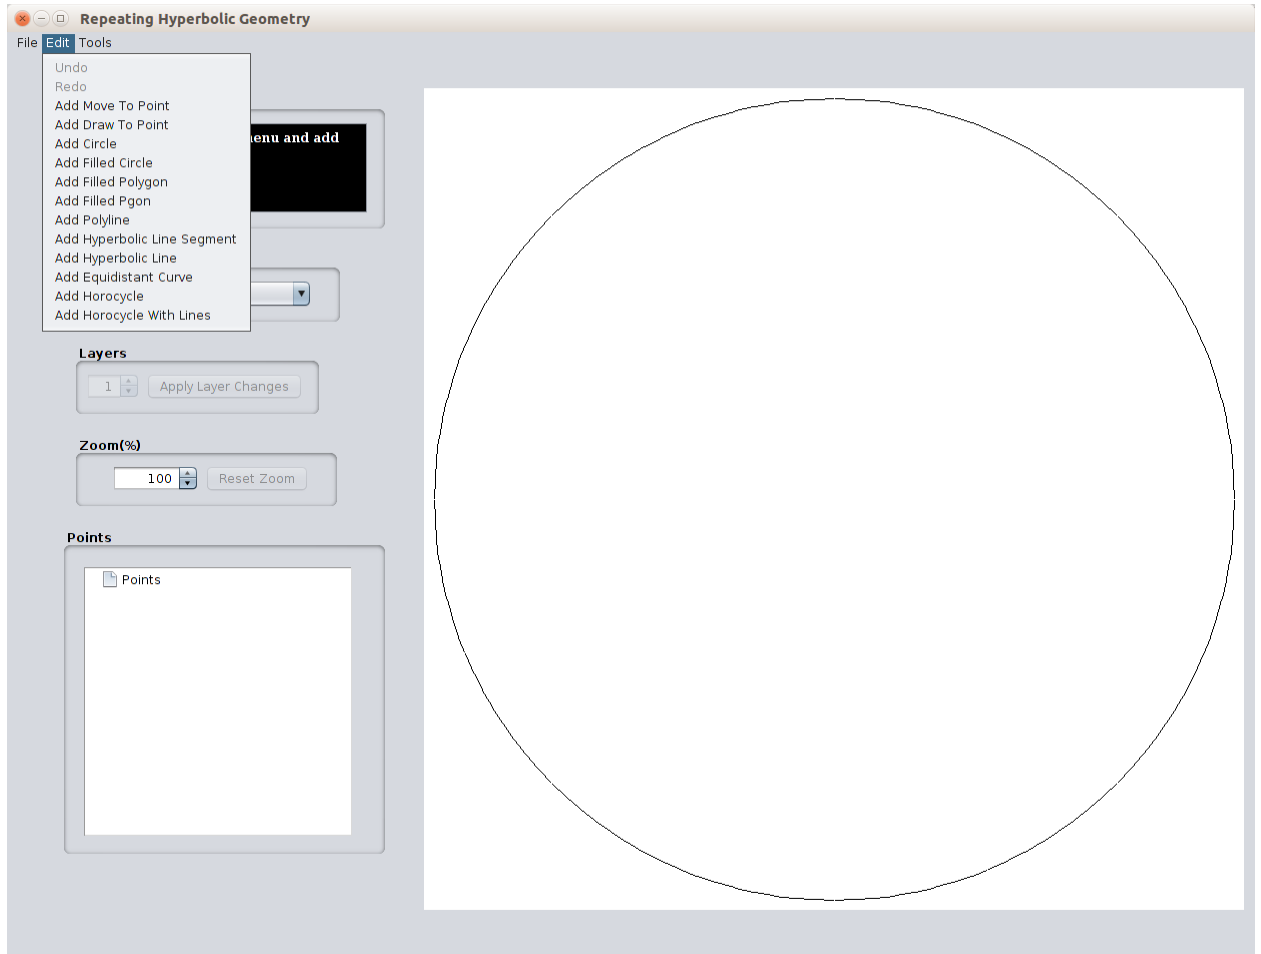 Repeating Hyperbolic Geometry
File Edit Tools
Undo
Redo
Add Move To Point
Add Draw To Point
Add Circle
Add Filled Circle
Add Filled Polygon
Add Filled Pgon
Add Polyline
Add Hyperbolic Line Segment
Add Hyperbolic Line
Add Equidistant Curve
Add Horocycle
Add Horocycle With Lines
and add
Layers
1 Apply Layer Changes
Zoom(%)
100 Reset Zoom
Points
Points